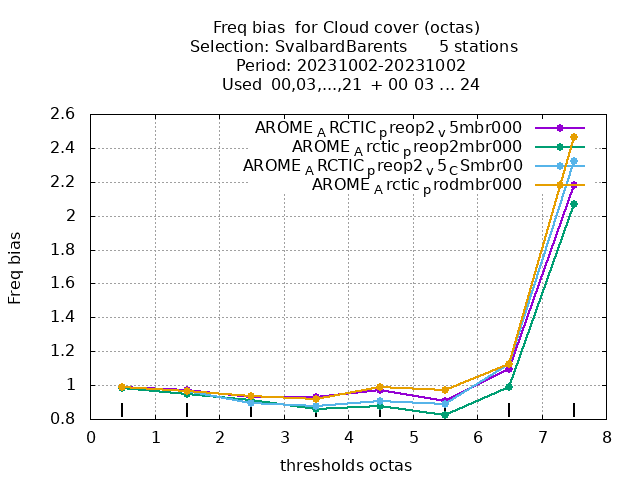 Freq bias  for Cloud cover (octas)
Selection: SvalbardBarents      5 stations
Period: 20231002-20231002
Used  00,03,...,21  + 00 03 ... 24
AROME_ARCTIC_preop2_v5mbr000
AROME_Arctic_preop2mbr000
AROME_ARCTIC_preop2_v5_CSmbr00
AROME_Arctic_prodmbr000
Freq bias
2.6
2.4
2.2
2
1.8
1.6
1.4
1.2
1
0.8
0 1 2 3 4 5 6 7 8
thresholds octas